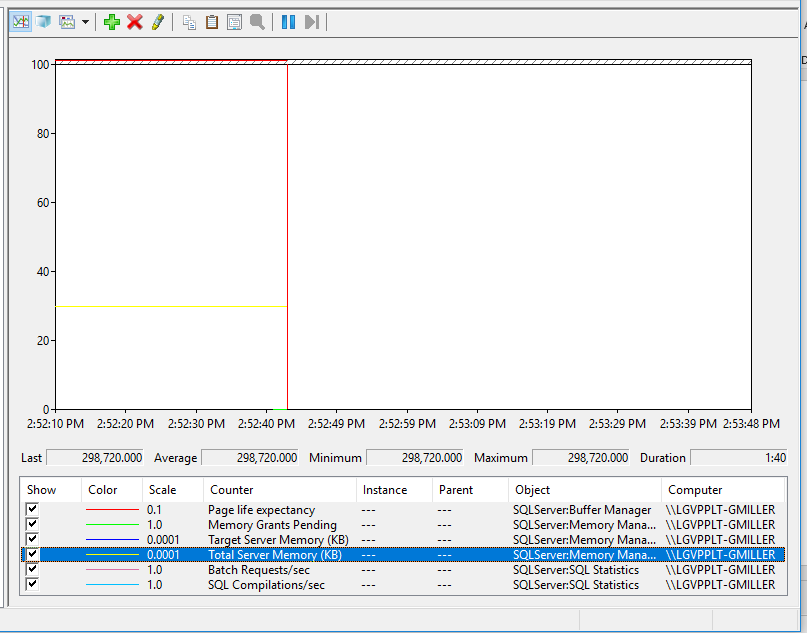 100
80
60
40
20
0
2:52:10 PM 2:52:20 PM 2:52:30 PM 2:52:40 PM 2:52:49 PM 2:52:59 PM 2:53:09 PM 2:53:19 PM 2:53:29 PM 2:53:39 PM 2:53:48 PM
Last 298,720.000 Average 298,720.000 Minimum 298,720.000 Maximum 298,720.000 Duration 1:40
Show Color Scale Counter Instance Parent Object Computer
0.1 Page life expectancy --- --- SQLServer:Buffer Manager \\LGVPPLT-GMILLER
1.0 Memory Grants Pending --- --- SQLServer:Memory Mana... \\LGVPPLT-GMILLER
0.0001 Target Server Memory (KB) --- --- SQLServer:Memory Mana... \\LGVPPLT-GMILLER
0.0001 Total Server Memory (KB) --- --- SQLServer:Memory Mana... \\LGVPPLT-GMILLER
1.0 Batch Requests/sec --- --- SQLServer:SQL Statistics \\LGVPPLT-GMILLER
1.0 SQL Compilations/sec --- --- SQLServer:SQL Statistics \\LGVPPLT-GMILLER